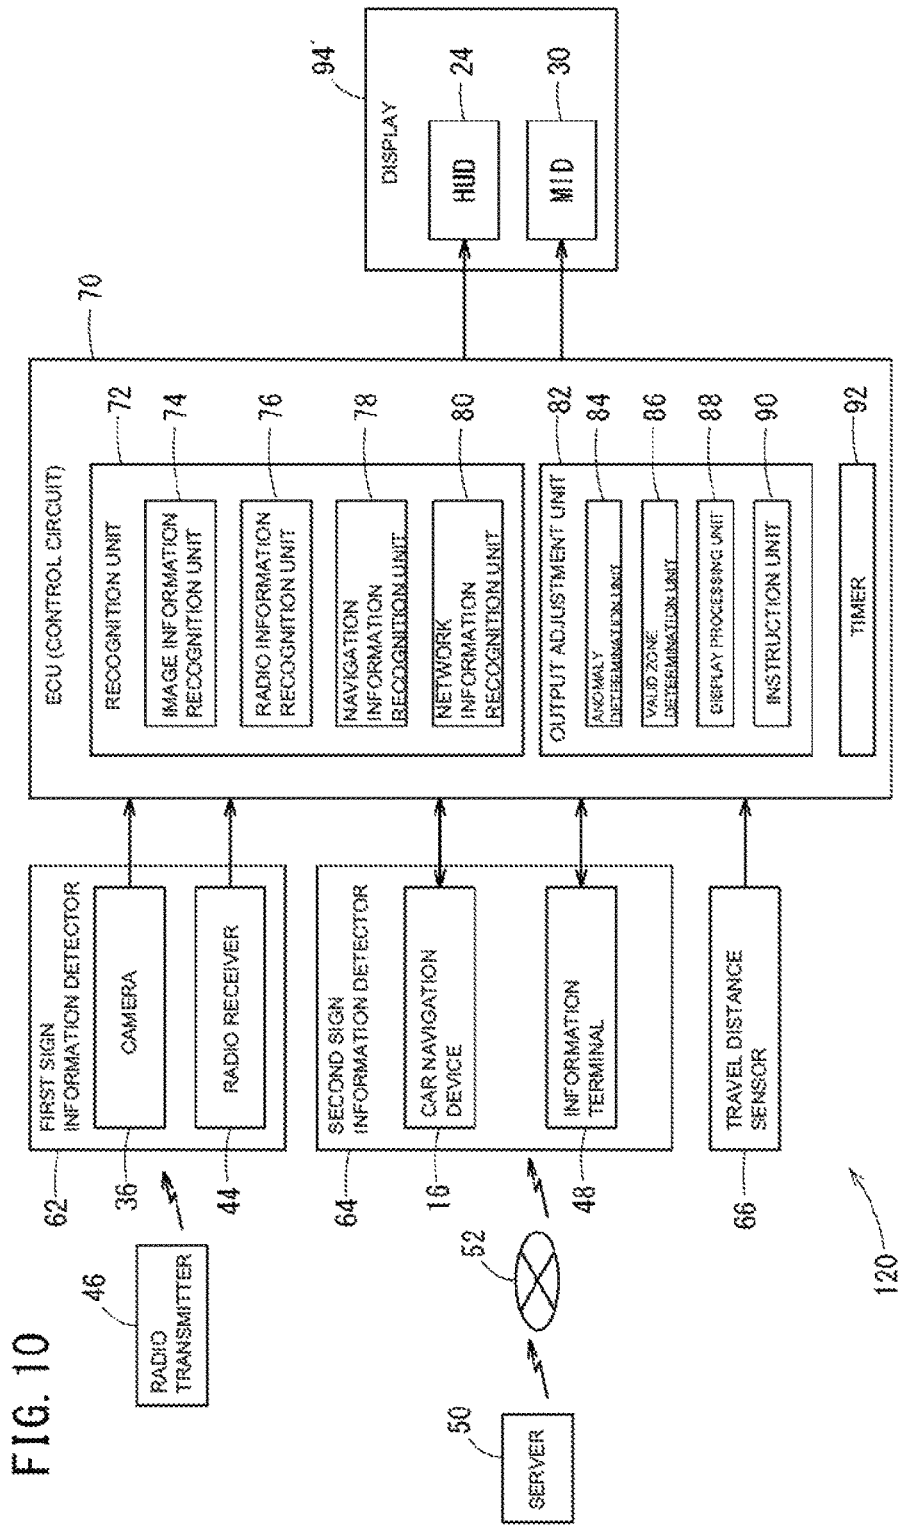 FIG. 10
46
RADIO
TRANSMITTER
50
SERVER
52
120
62
FIRST SIGN
INFORMATION DETECTOR
36
CAMERA
44
RADIO RECEIVER
64
SECOND SIGN
INFORMATION DETECTOR
16
CAR NAVIGATION
DEVICE
48
INFORMATION
TERMINAL
66
TRAVEL DISTANCE
SENSOR
70
ECU (CONTROL CIRCUIT)
72
RECOGNITION UNIT
74
IMAGE INFORMATION
RECOGNITION UNIT
76
RADIO INFORMATION
RECOGNITION UNIT
78
NAVIGATION
INFORMATION
RECOGNITION UNIT
80
NETWORK
INFORMATION
RECOGNITION UNIT
82
OUTPUT ADJUSTMENT UNIT
84
ANOMALY
DETERMINATION UNIT
86
VALID ZONE
DETERMINATION UNIT
88
DISPLAY PROCESSING UNIT
90
INSTRUCTION UNIT
92
TIMER
94'
DISPLAY
24
HUD
30
MID